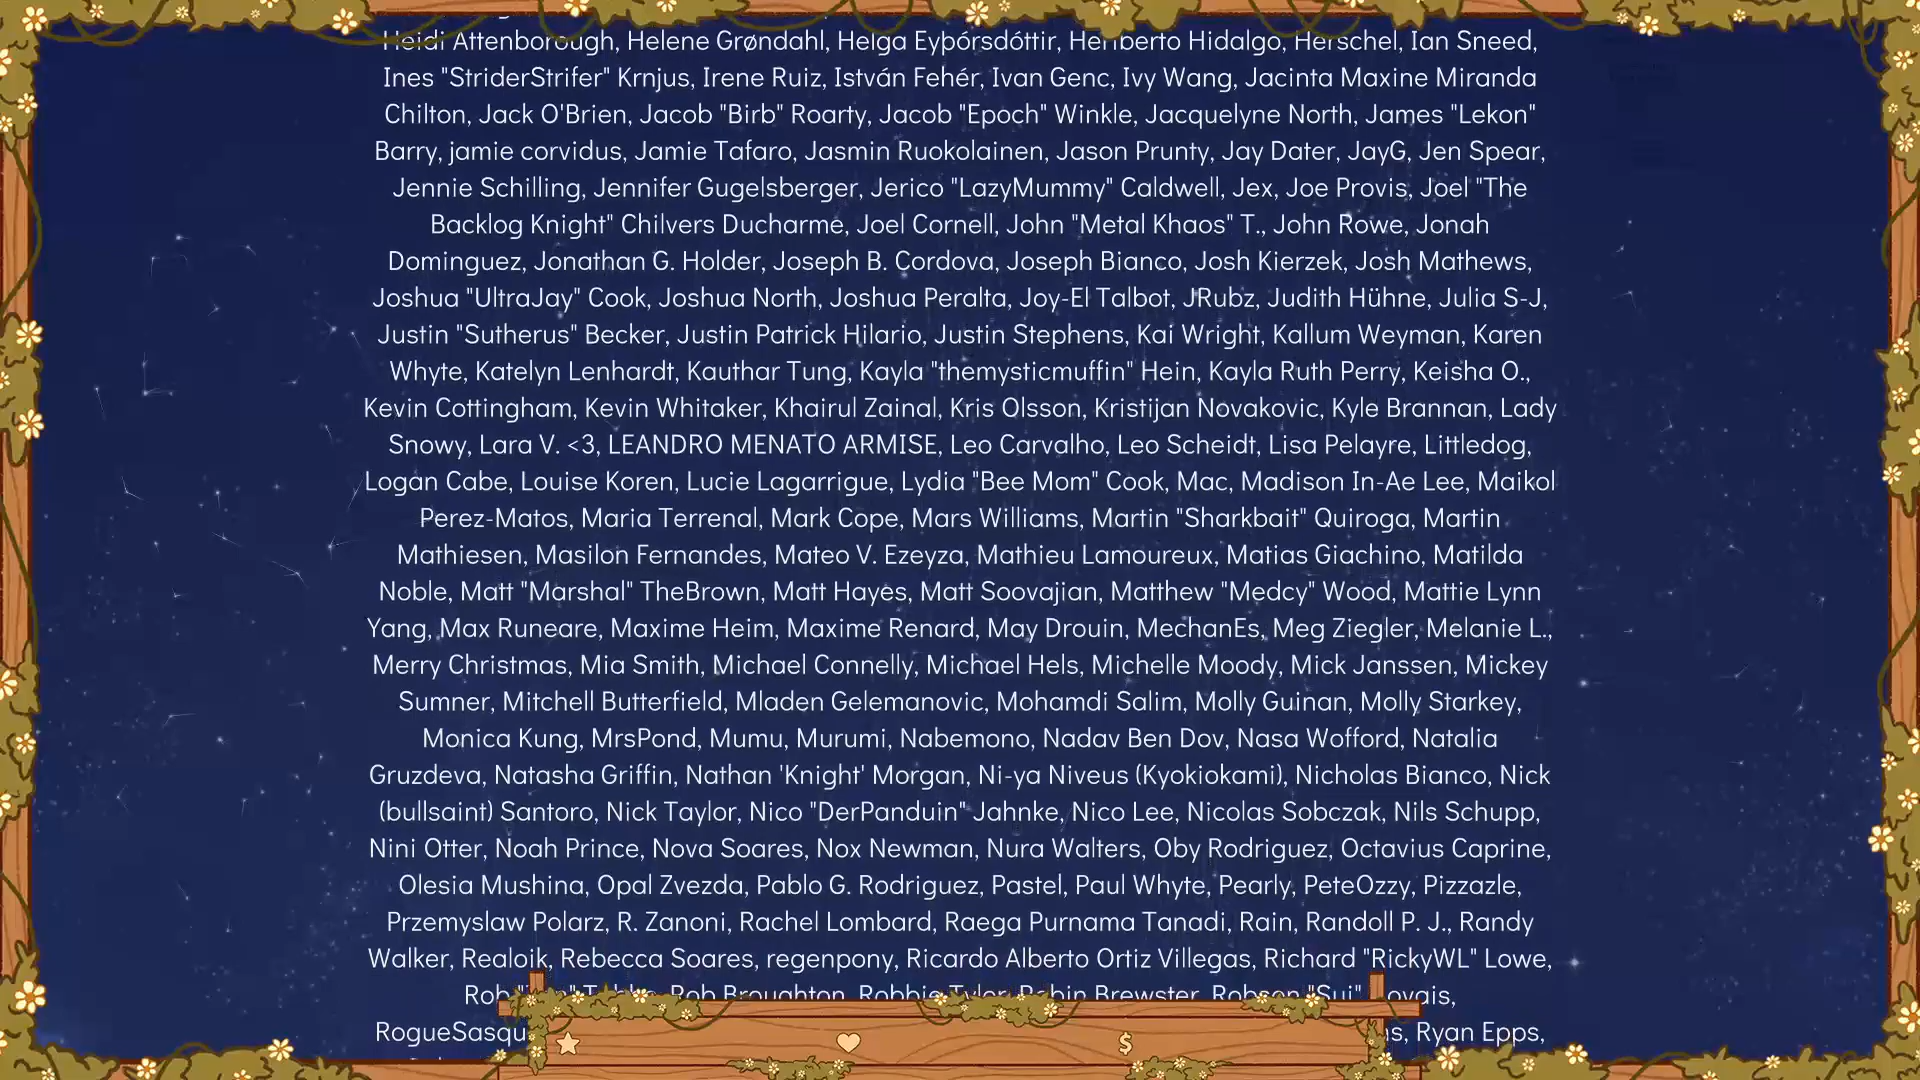 Heidi Attenborough, Helene Grøndahl, Helga Eyþórsdóttir, Heriberto Hidalgo, Herschel, Ian Sneed,
Ines "StriderStrifer" Krnjus, Irene Ruiz, István Fehér, Ivan Genc, Ivy Wang, Jacinta Maxine Miranda
Chilton, Jack O'Brien, Jacob "Birb" Roarty, Jacob "Epoch" Winkle, Jacquelyne North, James "Lekon"
Barry, jamie corvidus, Jamie Tafaro, Jasmin Ruokolainen, Jason Prunty, Jay Dater, JayG, Jen Spear,
Jennie Schilling, Jennifer Gugelsberger, Jerico "LazyMummy" Caldwell, Jex, Joe Provis, Joel "The
Backlog Knight" Chilvers Ducharme, Joel Cornell, John "Metal Khaos" T., John Rowe, Jonah
Dominguez, Jonathan G. Holder, Joseph B. Cordova, Joseph Bianco, Josh Kierzek, Josh Mathews,
Joshua "UltraJay" Cook, Joshua North, Joshua Peralta, Joy-El Talbot, JRubz, Judith Hühne, Julia S-J,
Justin "Sutherus" Becker, Justin Patrick Hilario, Justin Stephens, Kai Wright, Kallum Weyman, Karen
Whyte, Katelyn Lenhardt, Kauthar Tung, Kayla "themysticmuffin" Hein, Kayla Ruth Perry, Keisha O.,
Kevin Cottingham, Kevin Whitaker, Khairul Zainal, Kris Olsson, Kristijan Novakovic, Kyle Brannan, Lady
Snowy, Lara V. <3, LEANDRO MENATO ARMISE, Leo Carvalho, Leo Scheidt, Lisa Pelayre, Littledog,
Logan Cabe, Louise Koren, Lucie Lagarrigue, Lydia "Bee Mom" Cook, Mac, Madison In-Ae Lee, Maikol
Perez-Matos, Maria Terrenal, Mark Cope, Mars Williams, Martin "Sharkbait" Quiroga, Martin
Mathiesen, Masilon Fernandes, Mateo V. Ezeyza, Mathieu Lamoureux, Matias Giachino, Matilda
Noble, Matt "Marshal" TheBrown, Matt Hayes, Matt Soovajian, Matthew "Medcy" Wood, Mattie Lynn
Yang, Max Runeare, Maxime Heim, Maxime Renard, May Drouin, MechanEs, Meg Ziegler, Melanie L.,
Merry Christmas, Mia Smith, Michael Connelly, Michael Hels, Michelle Moody, Mick Janssen, Mickey
Sumner, Mitchell Butterfield, Mladen Gelemanovic, Mohamdi Salim, Molly Guinan, Molly Starkey,
Monica Kung, MrsPond, Mumu, Murumi, Nabemono, Nadav Ben Dov, Nasa Wofford, Natalia
Gruzdeva, Natasha Griffin, Nathan 'Knight' Morgan, Ni-ya Niveus (Kyokiokami), Nicholas Bianco, Nick
(bullsaint) Santoro, Nick Taylor, Nico "DerPanduin" Jahnke, Nico Lee, Nicolas Sobczak, Nils Schupp,
Nini Otter, Noah Prince, Nova Soares, Nox Newman, Nura Walters, Oby Rodriguez, Octavius Caprine,
Olesia Mushina, Opal Zvezda, Pablo G. Rodriguez, Pastel, Paul Whyte, Pearly, PeteOzzy, Pizzazle,
Przemyslaw Polarz, R. Zanoni, Rachel Lombard, Raega Purnama Tanadi, Rain, Randoll P. J., Randy
Walker, Realoik, Rebecca Soares, regenpony, Ricardo Alberto Ortiz Villegas, Richard "RickyWL" Lowe,
Rob Rob Broughton, Robbie Tyler, Robin Brewster, Robson "Sui"
Ryan Epps,
$